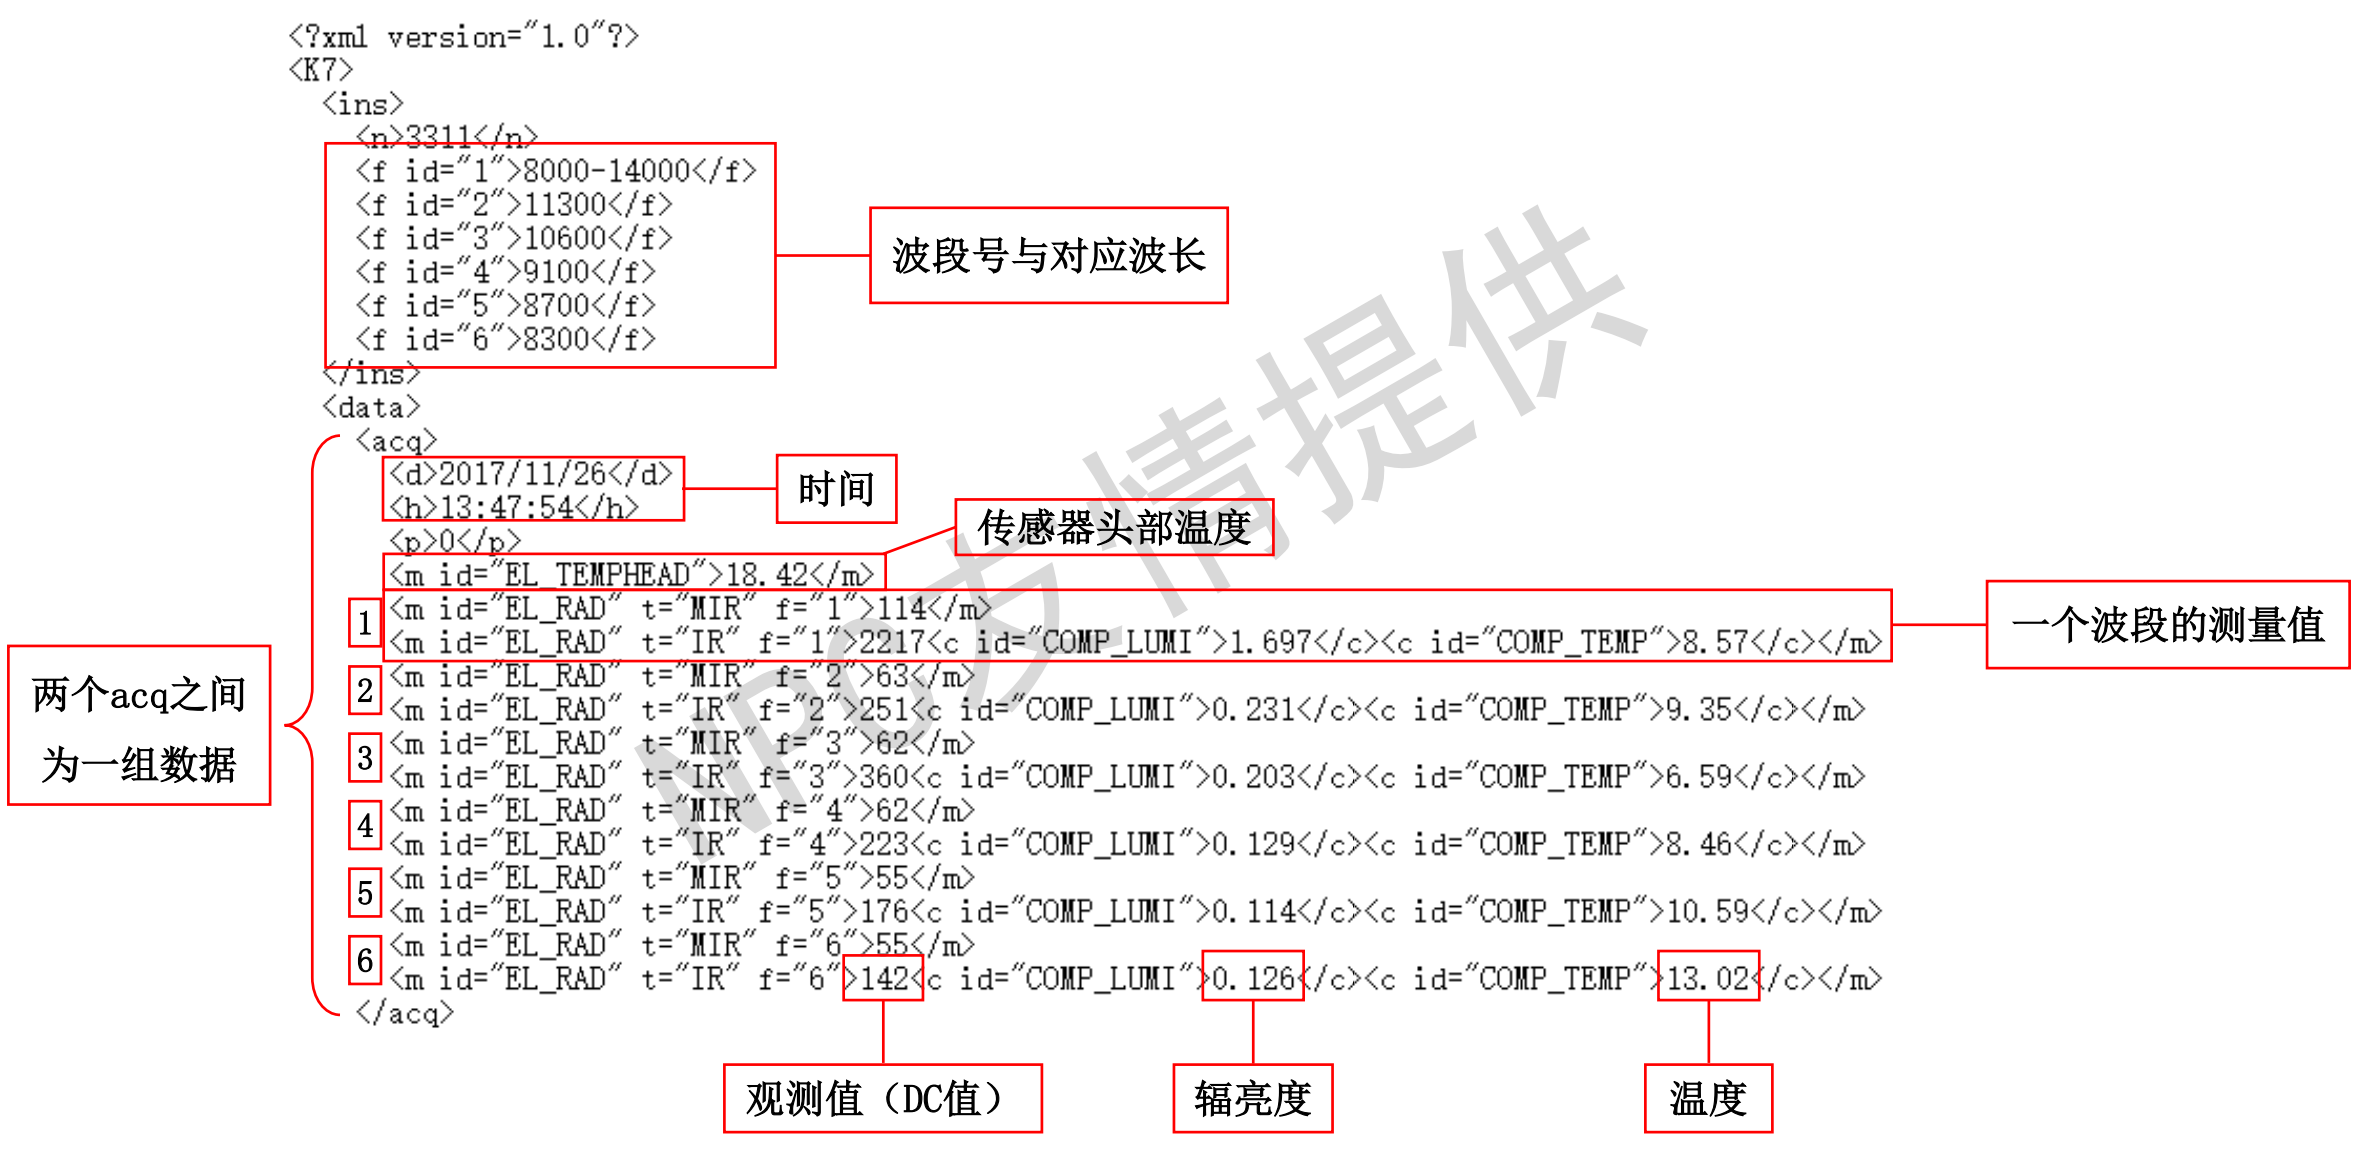 <?xml version="1.0"?>
<K7>
<ins>
<n>3311</n>
<f id="1">8000-14000</f>
<f id="2">11300</f>
<f id="3">10600</f>
<f id="4">9100</f>
<f id="5">8700</f>
<f id="6">8300</f>
波段号与对应波长
</ins>
<data>
<acq>
<d>2017/11/26</d>
<h>13:47:54</h>
时间
<p>0</p>
传感器头部温度
<m id="EL_TEMPHEAD">18.42</m>
1
<m id="EL_RAD" t="MIR" f="1">114</m>
<m id="EL_RAD" t="IR" f="1">2217<c id="COMP_LUMI">1.697</c><c id="COMP_TEMP">8.57</c></m>
一个波段的测量值
2
<m id="EL_RAD" t="MIR" f="2">63</m>
<m id="EL_RAD" t="IR" f="2">251<c id="COMP_LUMI">0.231</c><c id="COMP_TEMP">9.35</c></m>
3
<m id="EL_RAD" t="MIR" f="3">62</m>
<m id="EL_RAD" t="IR" f="3">360<c id="COMP_LUMI">0.203</c><c id="COMP_TEMP">6.59</c></m>
4
<m id="EL_RAD" t="MIR" f="4">62</m>
<m id="EL_RAD" t="IR" f="4">223<c id="COMP_LUMI">0.129</c><c id="COMP_TEMP">8.46</c></m>
5
<m id="EL_RAD" t="MIR" f="5">55</m>
<m id="EL_RAD" t="IR" f="5">176<c id="COMP_LUMI">0.114</c><c id="COMP_TEMP">10.59</c></m>
6
<m id="EL_RAD" t="MIR" f="6">55</m>
<m id="EL_RAD" t="IR" f="6">142<c id="COMP_LUMI">0.126</c><c id="COMP_TEMP">13.02</c></m>
</acq>
两个acq之间
为一组数据
观测值（DC值）
辐亮度
温度
NPC友情提供